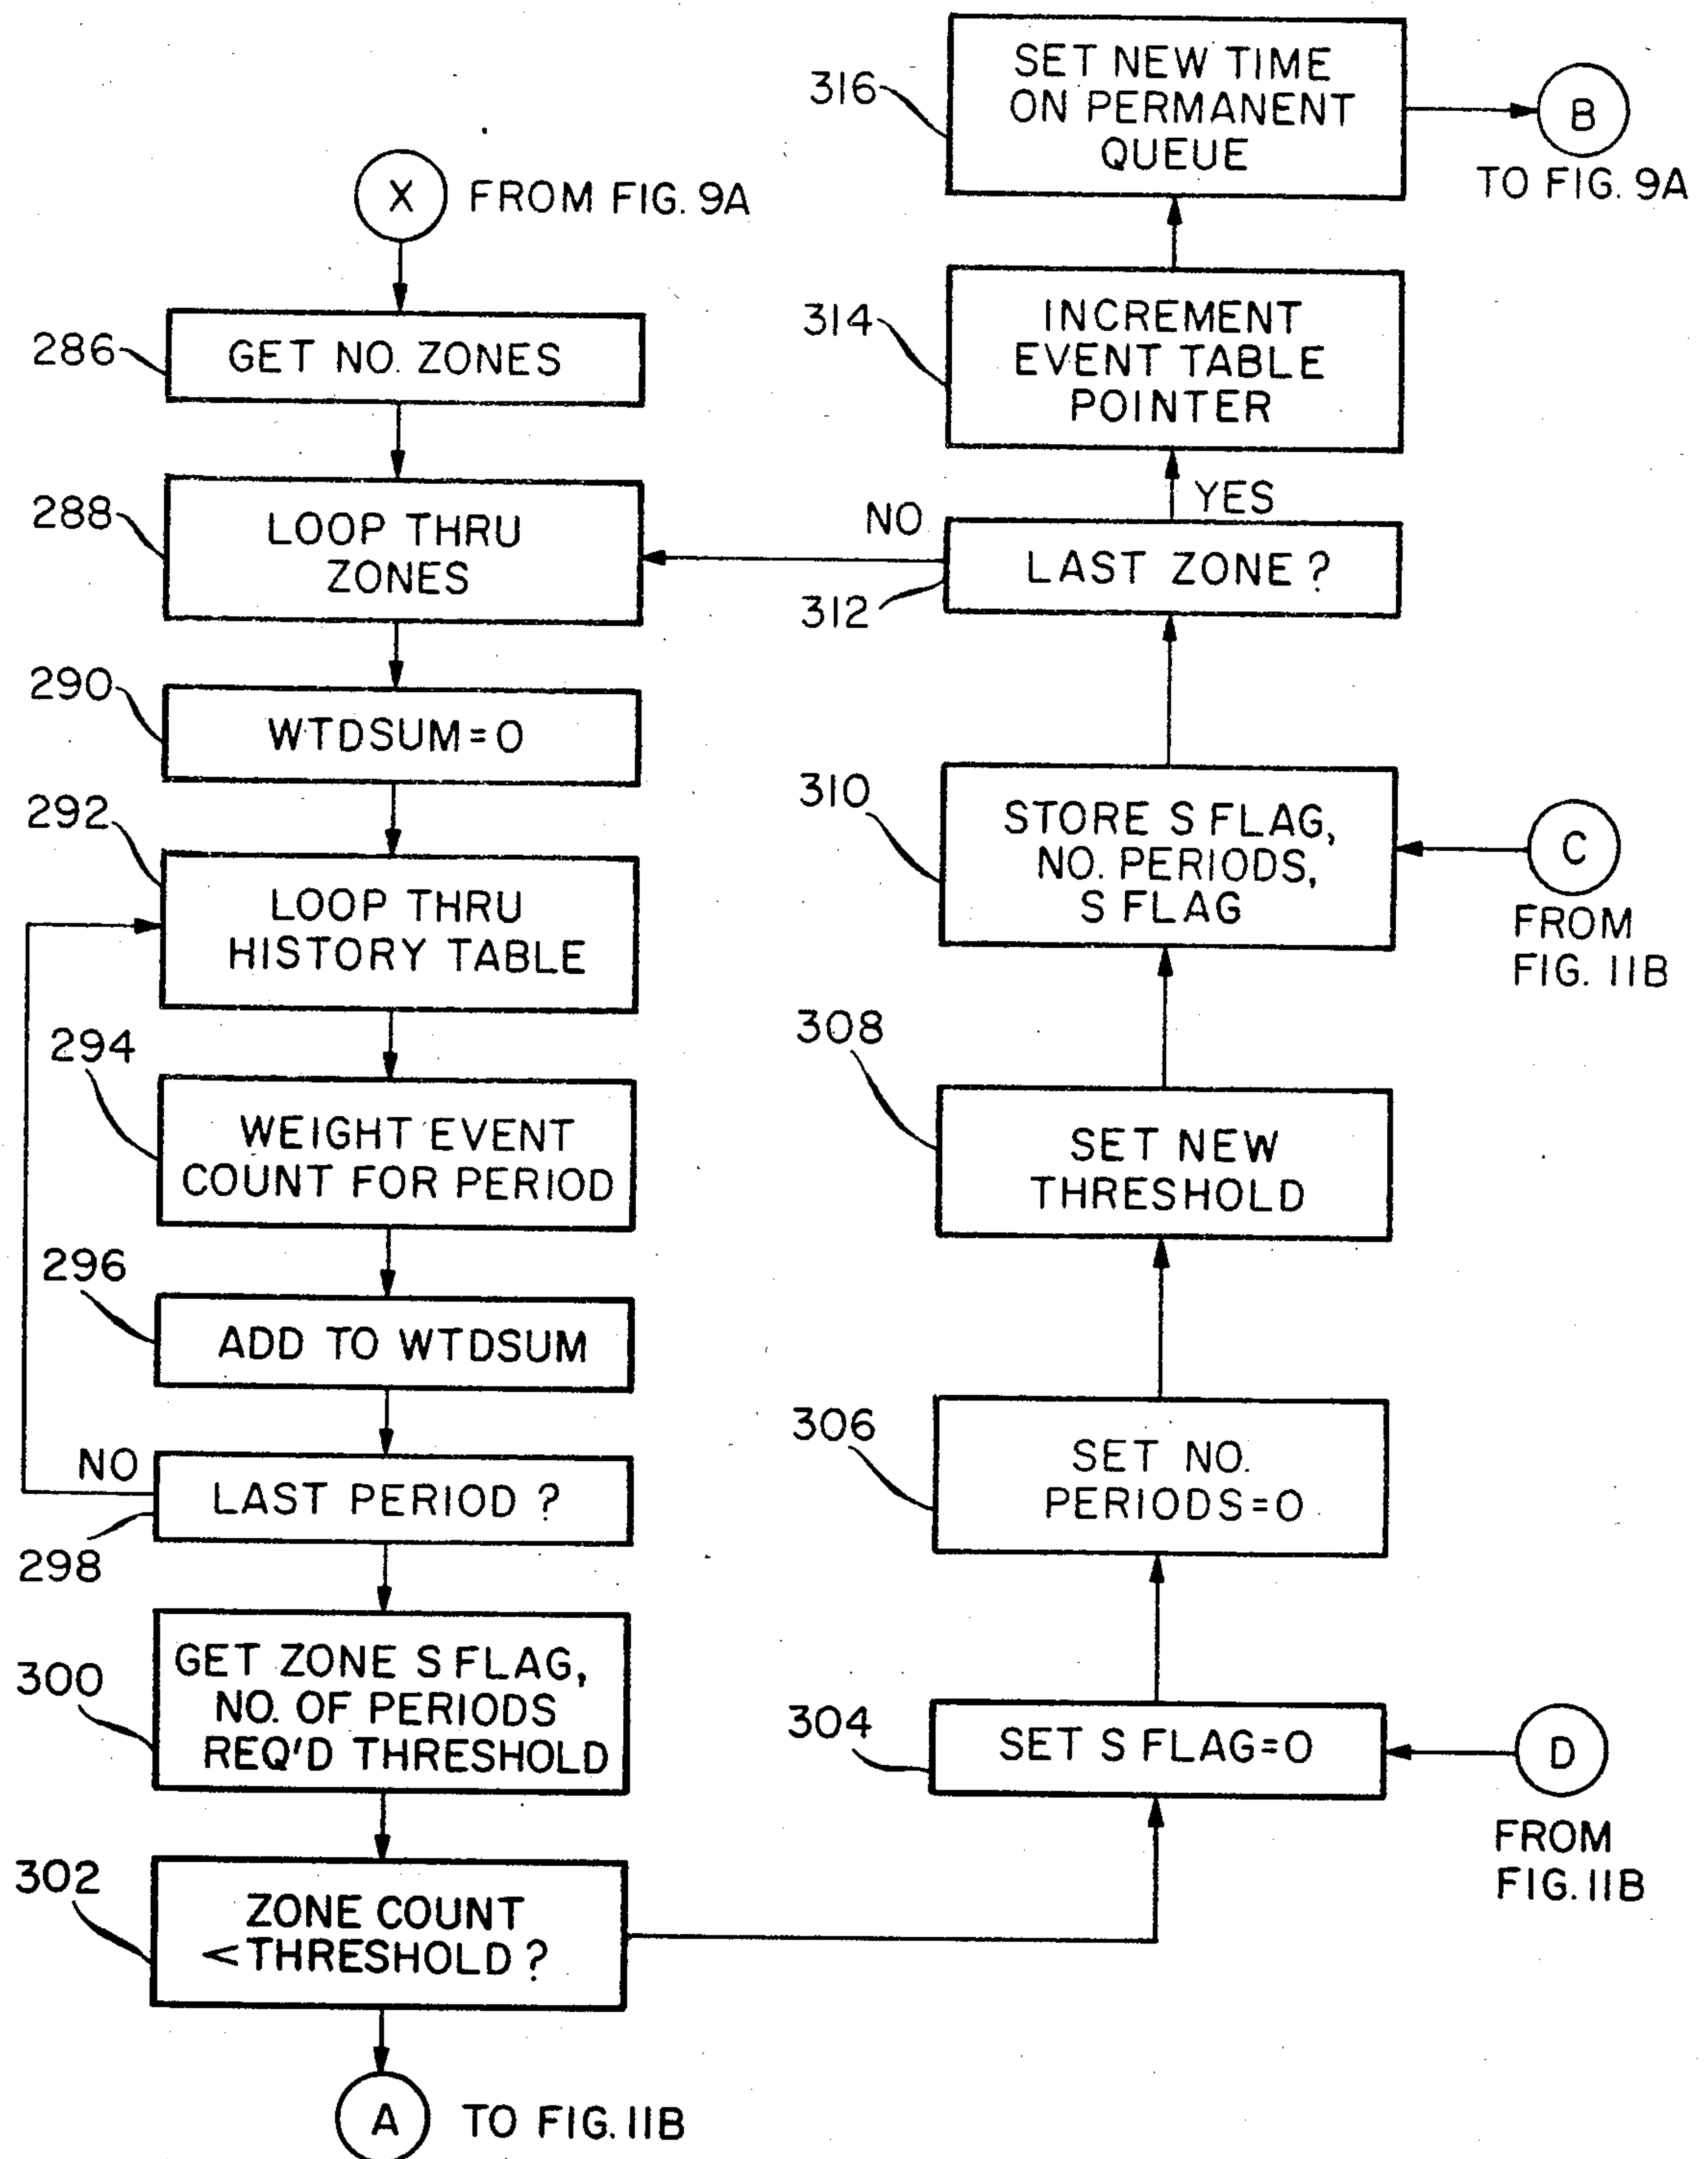 X
FROM FIG. 9A
286
GET NO. ZONES
288
LOOP THRU
ZONES
290
WTDSUM=0
292
LOOP THRU
HISTORY TABLE
294
WEIGHT EVENT
COUNT FOR PERIOD
296
ADD TO WTDSUM
NO
LAST PERIOD ?
298
300
GET ZONE S FLAG,
NO. OF PERIODS
REQ'D THRESHOLD
302
ZONE COUNT
<THRESHOLD ?
A
TO FIG. 11B
316
SET NEW TIME
ON PERMANENT
QUEUE
B
TO FIG. 9A
314
INCREMENT
EVENT TABLE
POINTER
YES
NO
LAST ZONE ?
312
310
STORE S FLAG,
NO. PERIODS,
S FLAG
C
FROM
FIG. 11B
308
SET NEW
THRESHOLD
306
SET NO.
PERIODS=0
304
SET S FLAG=0
D
FROM
FIG. 11B